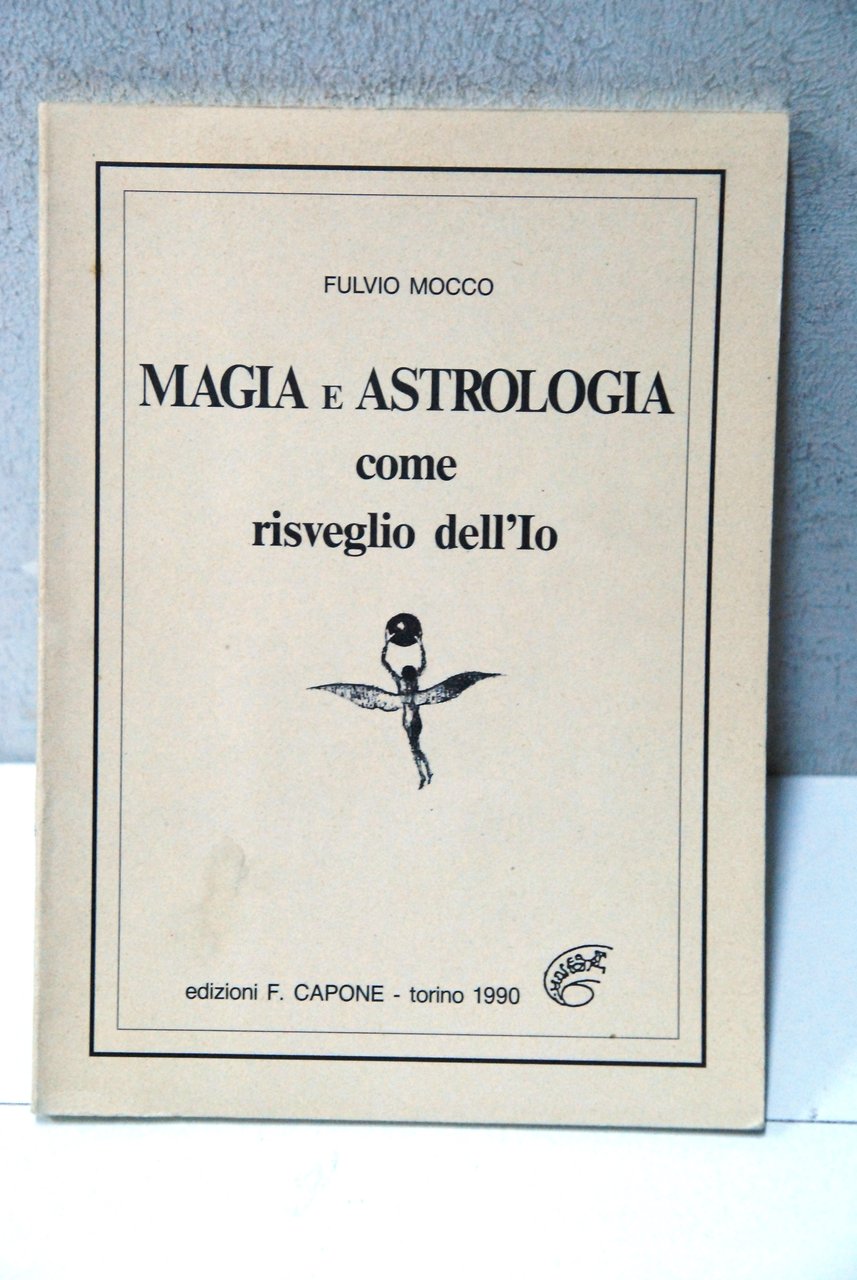 FULVIO MOCCO
MAGIA E ASTROLOGIA
come
risveglio dell'Io
edizioni F. CAPONE - torino 1990